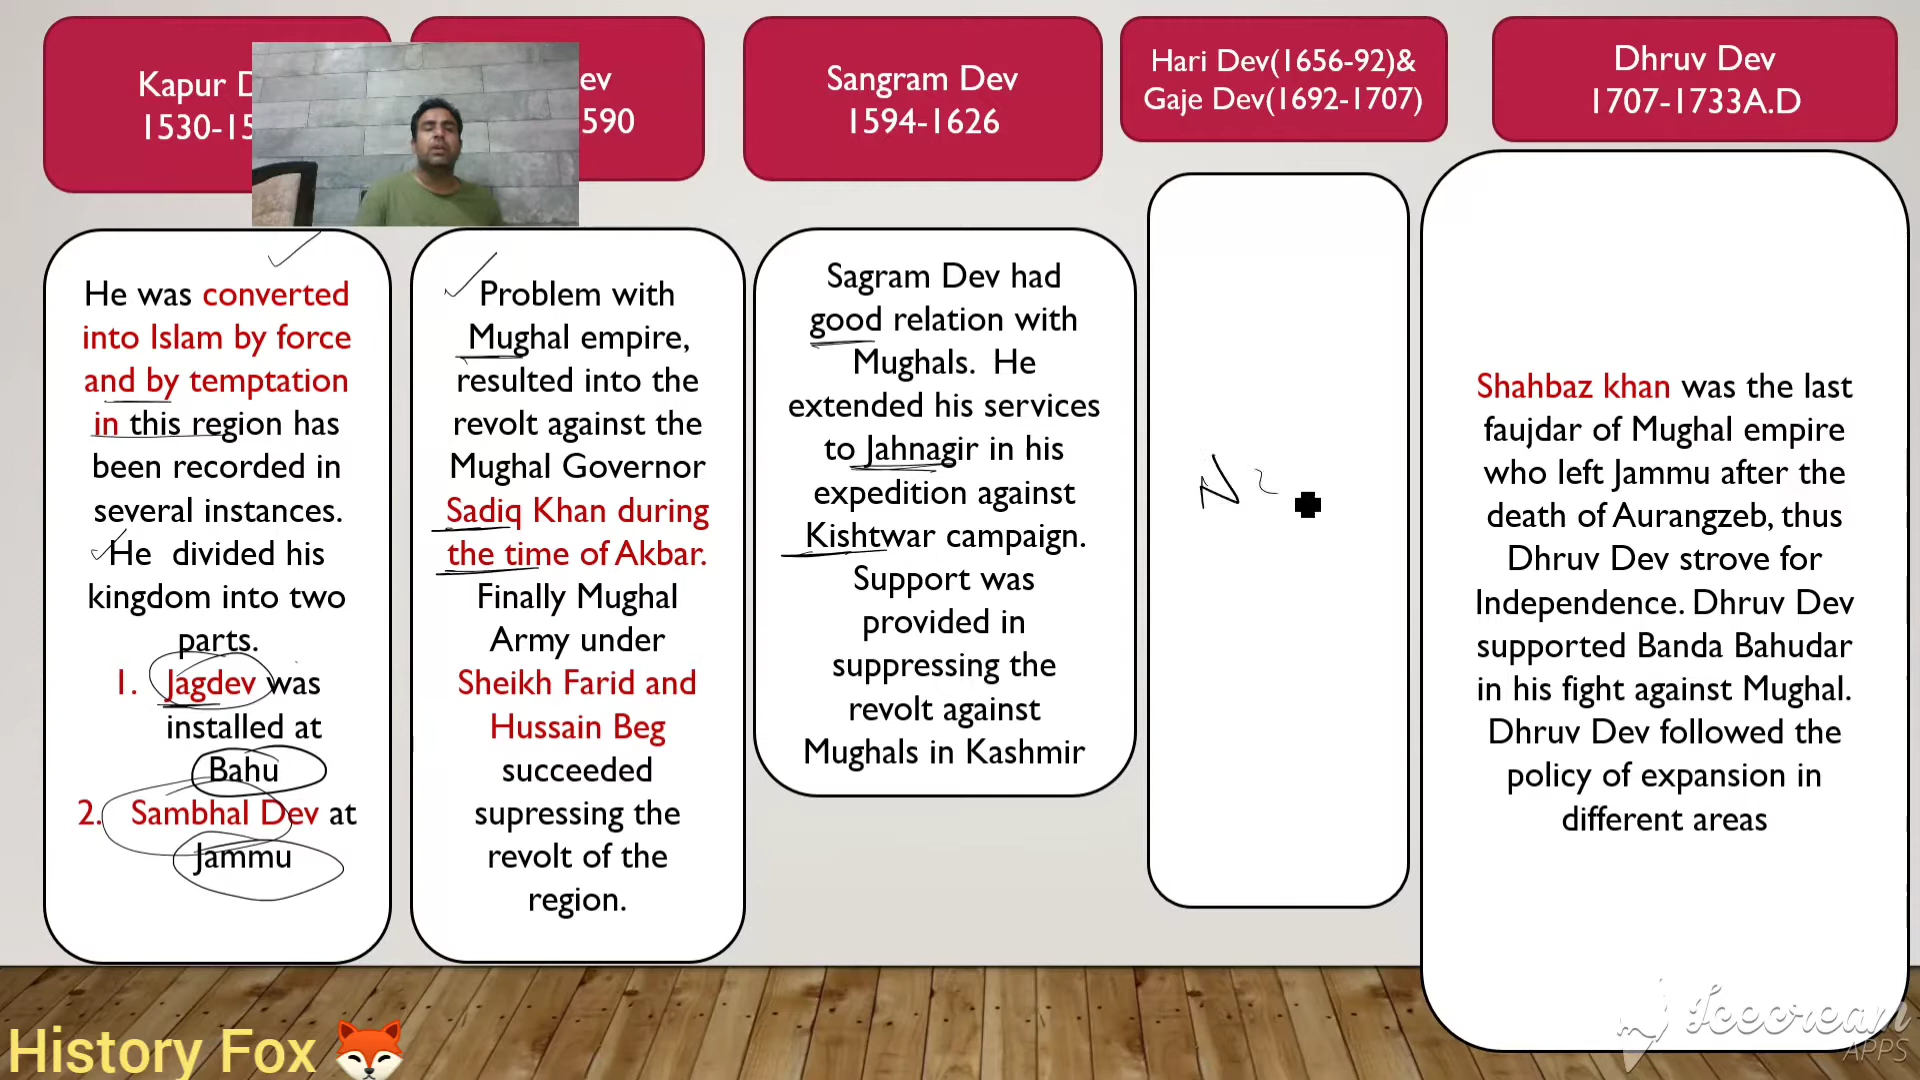 Kapur D
1530-15
ev
590
Sangram Dev
1594-1626
Hari Dev(1656-92)&
Gaje Dev(1692-1707)
Dhruv Dev
1707-1733A.D
He was converted
into Islam by force
and by temptation
in this region has
been recorded in
several instances.
He divided his
kingdom into two
parts.
1. Jagdev was
installed at
Bahu
2. Sambhal Dev at
Jammu
Problem with
Mughal empire,
resulted into the
revolt against the
Mughal Governor
Sadiq Khan during
the time of Akbar.
Finally Mughal
Army under
Sheikh Farid and
Hussain Beg
succeeded
supressing the
revolt of the
region.
Sagram Dev had
good relation with
Mughals. He
extended his services
to Jahnagir in his
expedition against
Kishtwar campaign.
Support was
provided in
suppressing the
revolt against
Mughals in Kashmir
Shahbaz khan was the last
faujdar of Mughal empire
who left Jammu after the
death of Aurangzeb, thus
Dhruv Dev strove for
Independence. Dhruv Dev
supported Banda Bahudar
in his fight against Mughal.
Dhruv Dev followed the
policy of expansion in
different areas
History Fox
Icecream
APPS